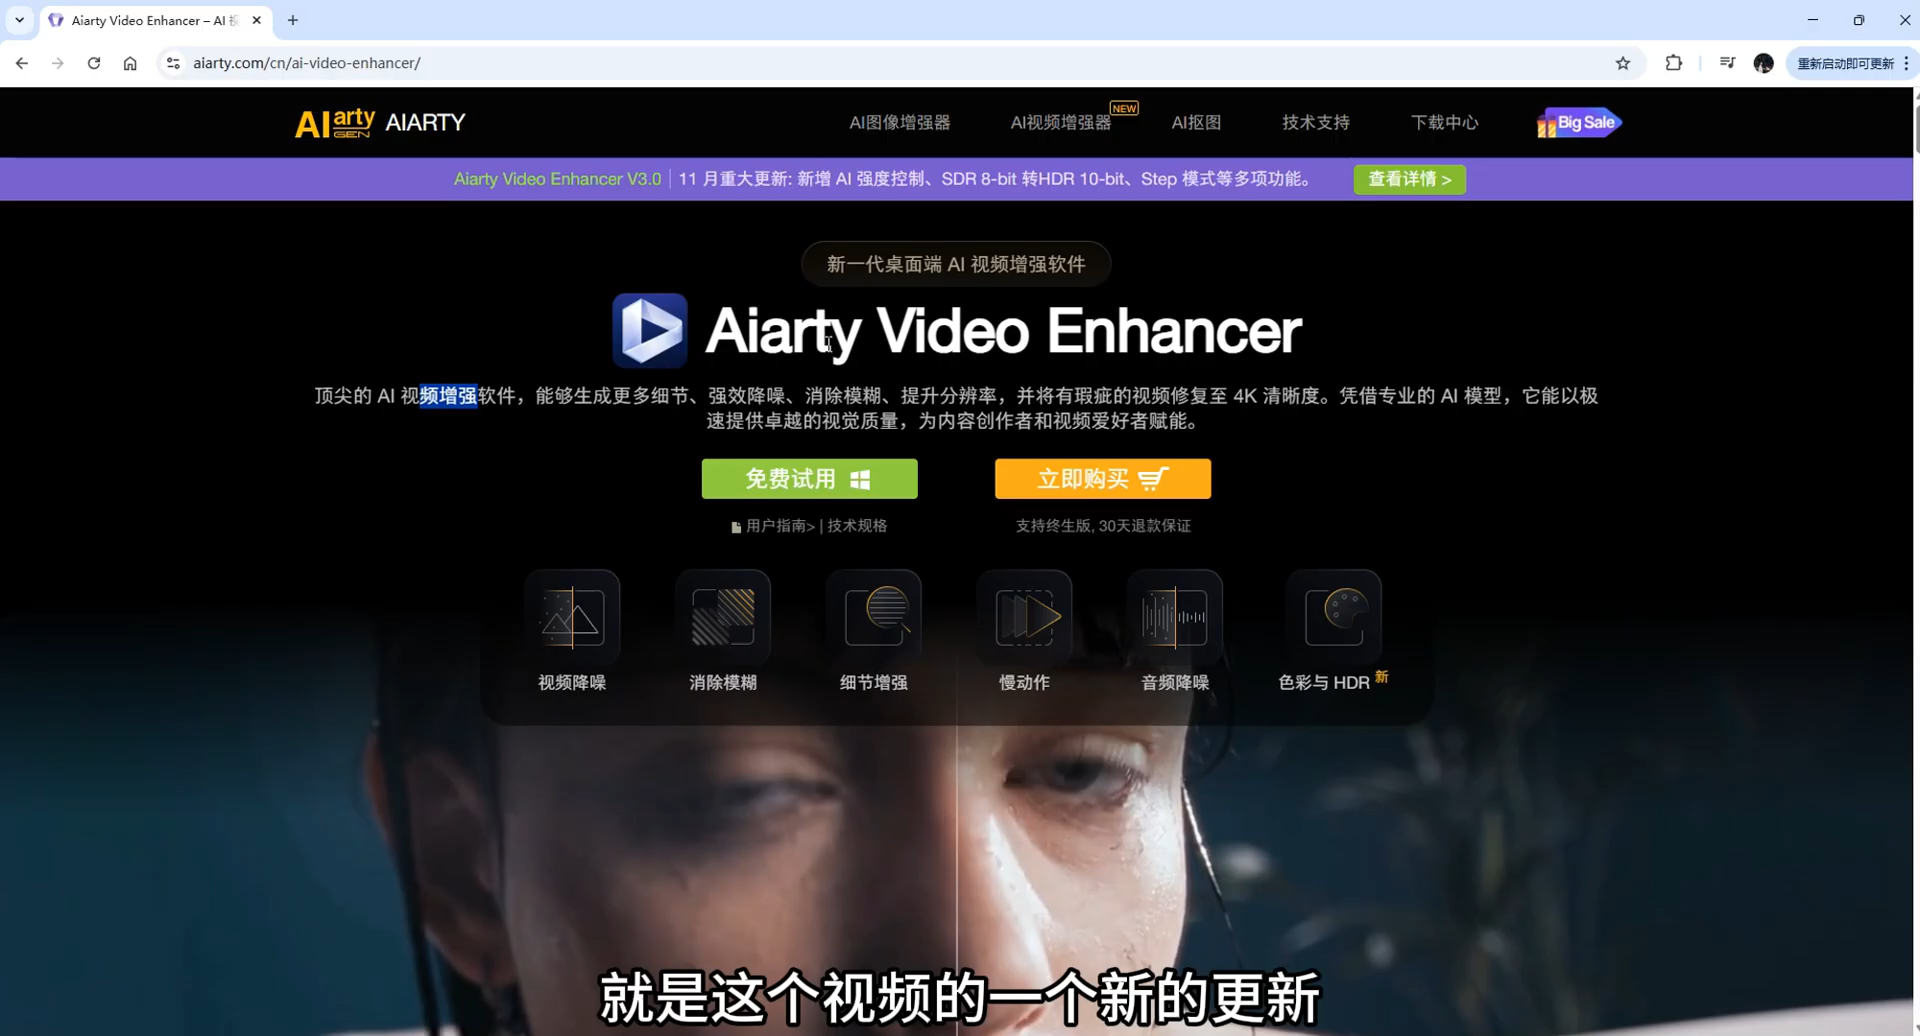 Aiarty Video Enhancer – AI 视
aiarty.com/cn/ai-video-enhancer/
重新启动即可更新
AIarty GEN AIARTY
AI图像增强器
AI视频增强器 NEW
AI抠图
技术支持
下载中心
Big Sale
Aiarty Video Enhancer V3.0 | 11 月重大更新: 新增 AI 强度控制、SDR 8-bit 转HDR 10-bit、Step 模式等多项功能。
查看详情 >
新一代桌面端 AI 视频增强软件
Aiarty Video Enhancer
顶尖的 AI 视频增强软件，能够生成更多细节、强效降噪、消除模糊、提升分辨率，并将有瑕疵的视频修复至 4K 清晰度。凭借专业的 AI 模型，它能以极
速提供卓越的视觉质量，为内容创作者和视频爱好者赋能。
免费试用
立即购买
用户指南> | 技术规格
支持终生版, 30天退款保证
视频降噪
消除模糊
细节增强
慢动作
音频降噪
色彩与 HDR 新
就是这个视频的一个新的更新